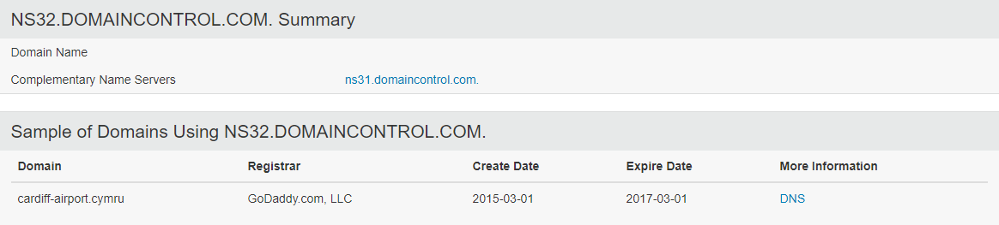 NS32.DOMAINCONTROL.COM. Summary
Domain Name
Complementary Name Servers ns31.domaincontrol.com.
Sample of Domains Using NS32.DOMAINCONTROL.COM.
Domain Registrar Create Date Expire Date More Information
cardiff-airport.cymru GoDaddy.com, LLC 2015-03-01 2017-03-01 DNS